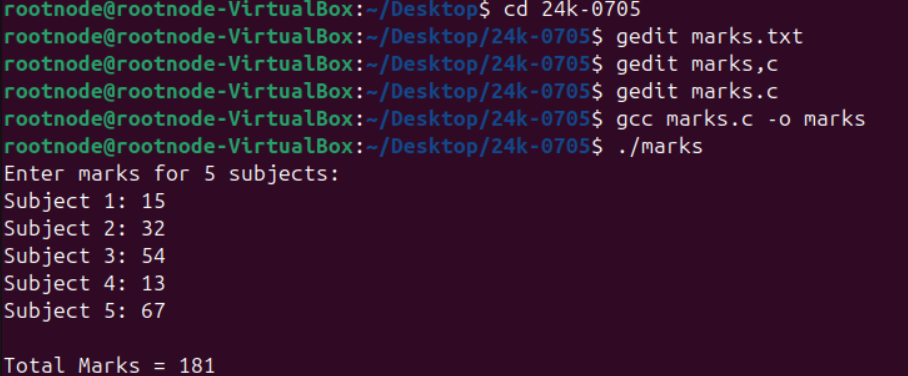 rootnode@rootnode-VirtualBox:~/Desktop$ cd 24k-0705
rootnode@rootnode-VirtualBox:~/Desktop/24k-0705$ gedit marks.txt
rootnode@rootnode-VirtualBox:~/Desktop/24k-0705$ gedit marks,c
rootnode@rootnode-VirtualBox:~/Desktop/24k-0705$ gedit marks.c
rootnode@rootnode-VirtualBox:~/Desktop/24k-0705$ gcc marks.c -o marks
rootnode@rootnode-VirtualBox:~/Desktop/24k-0705$ ./marks
Enter marks for 5 subjects:
Subject 1: 15
Subject 2: 32
Subject 3: 54
Subject 4: 13
Subject 5: 67
Total Marks = 181